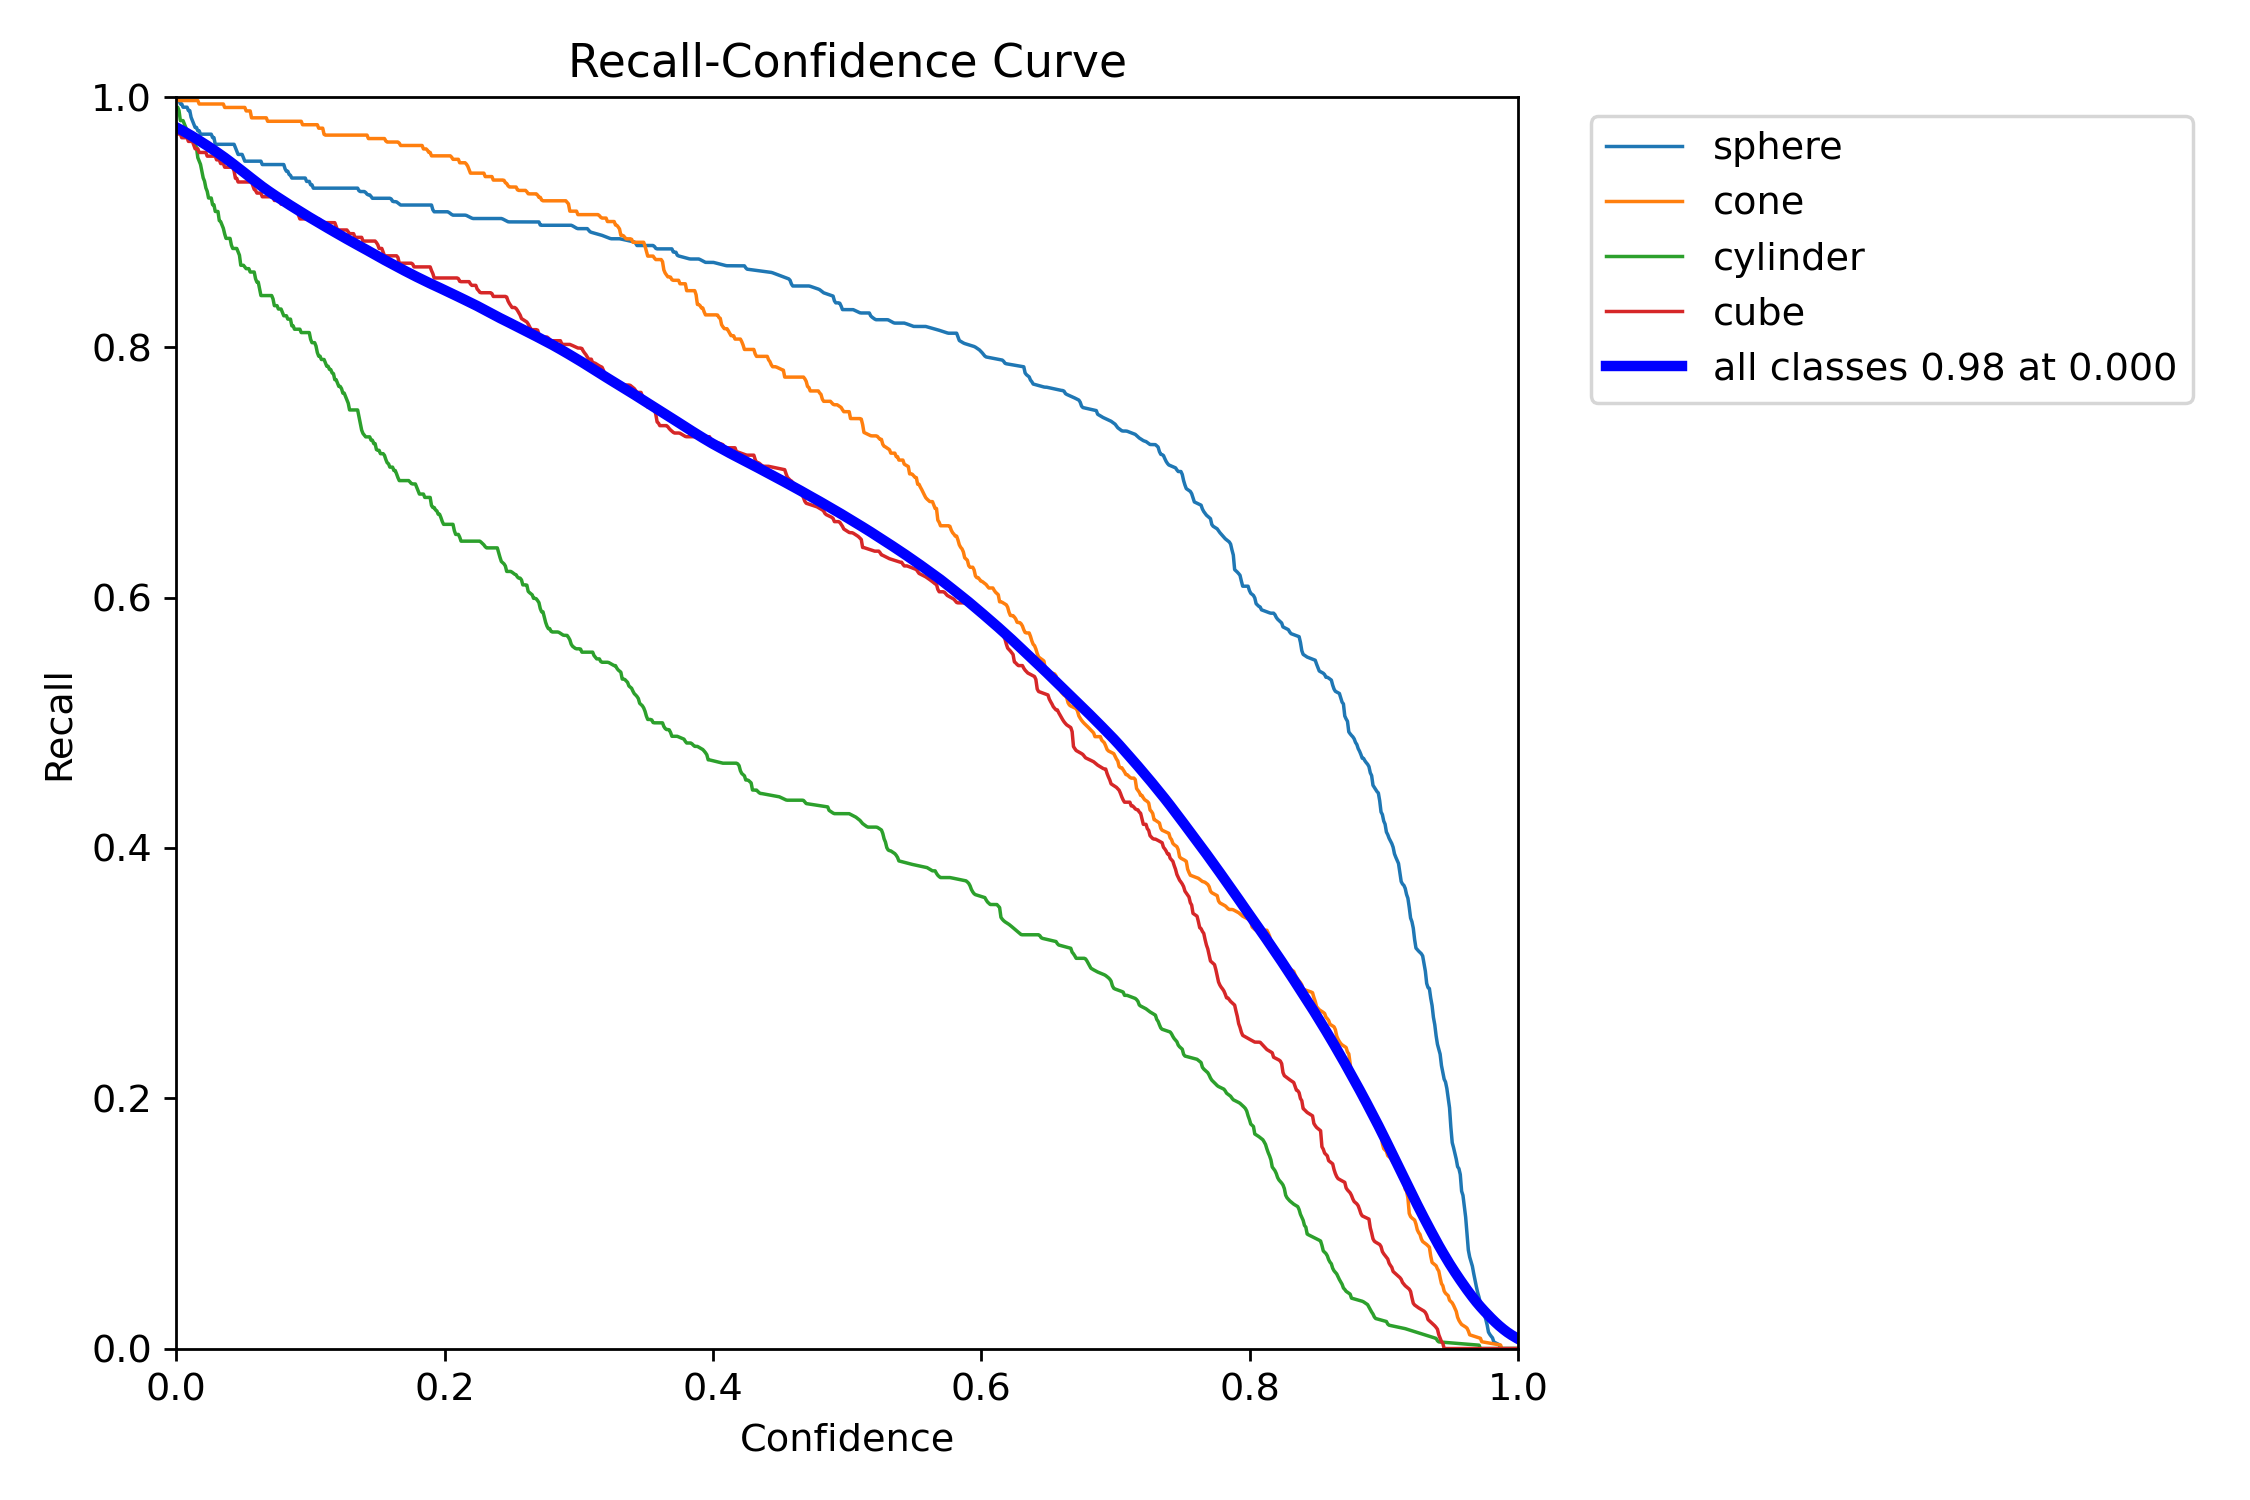 Recall-Confidence Curve
1.0
0.8
0.6
0.4
0.2
0.0
Recall
0.0 0.2 0.4 0.6 0.8 1.0
Confidence
sphere
cone
cylinder
cube
all classes 0.98 at 0.000